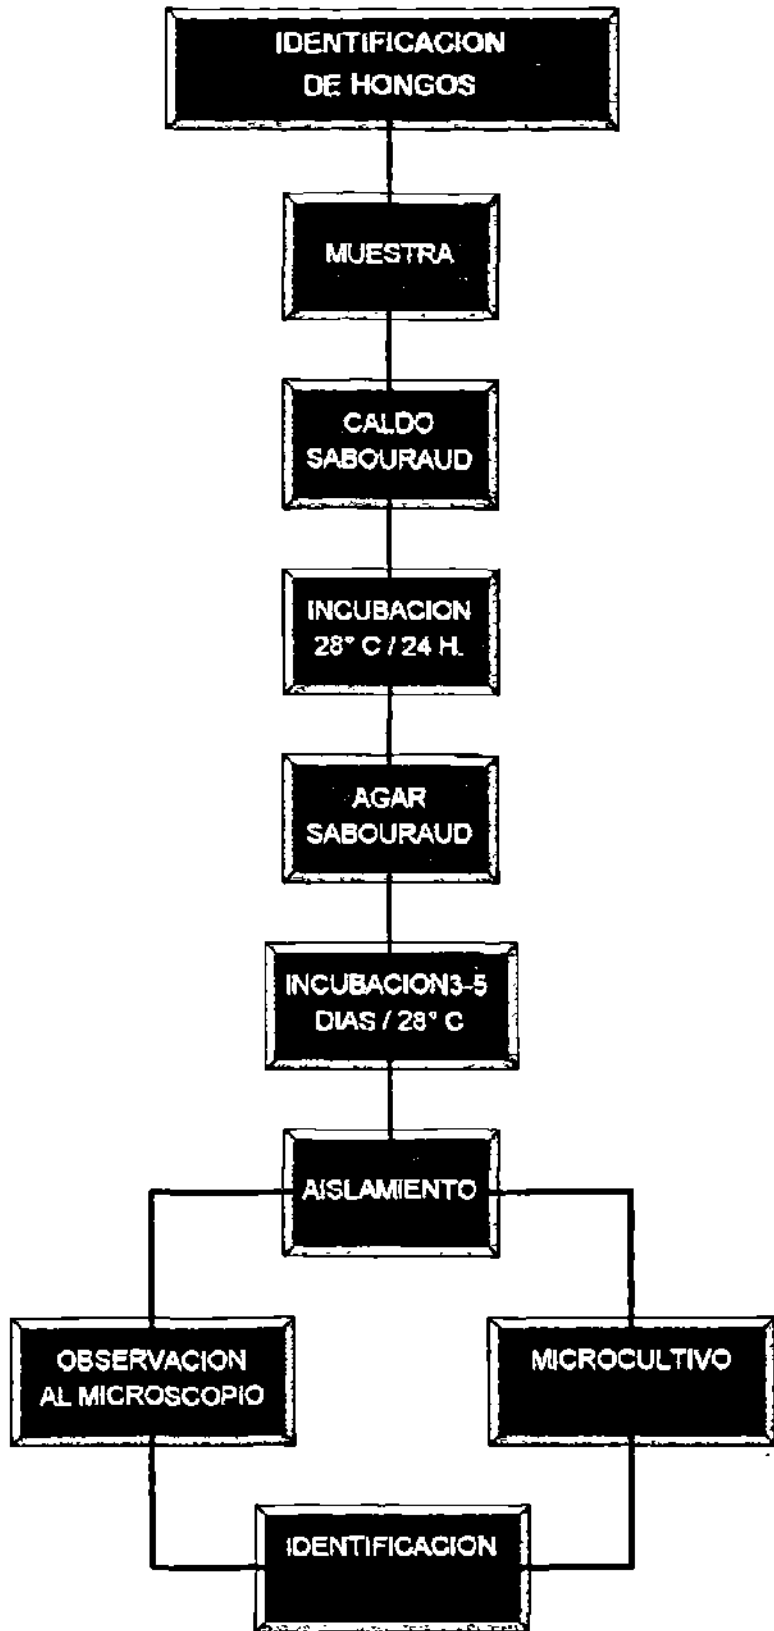 IDENTIFICACION
DE HONGOS
MUESTRA
CALDO
SABOURAUD
INCUBACION
28° C / 24 H.
AGAR
SABOURAUD
INCUBACION3-5
DIAS / 28° C
AISLAMIENTO
OBSERVACION
AL MICROSCOPIO
MICROCULTIVO
IDENTIFICACION